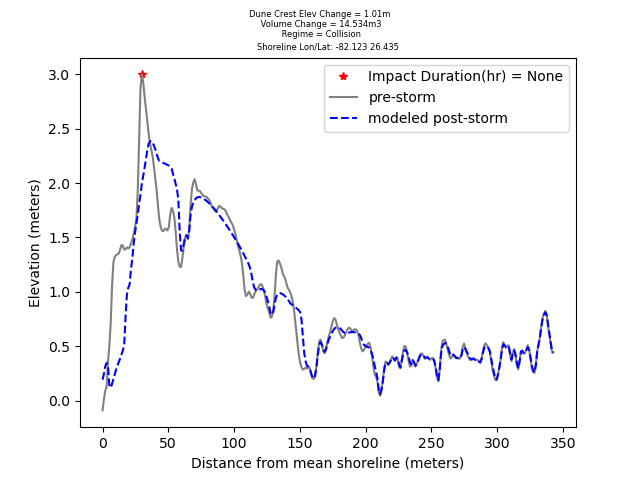 Dune Crest Elev Change = 1.01m
Volume Change = 14.534m3
Regime = Collision
Shoreline Lon/Lat: -82.123 26.435
Impact Duration(hr) = None
pre-storm
modeled post-storm
Elevation (meters)
3.0
2.5
2.0
1.5
1.0
0.5
0.0
0 50 100 150 200 250 300 350
Distance from mean shoreline (meters)